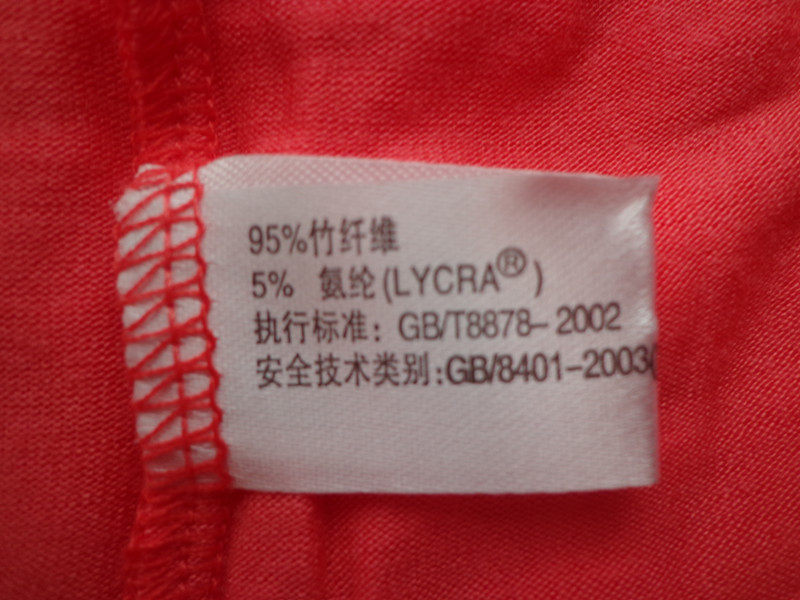 95%竹纤维
5% 氨纶(LYCRA®)
执行标准：GB/T8878-2002
安全技术类别:GB/8401-2003(